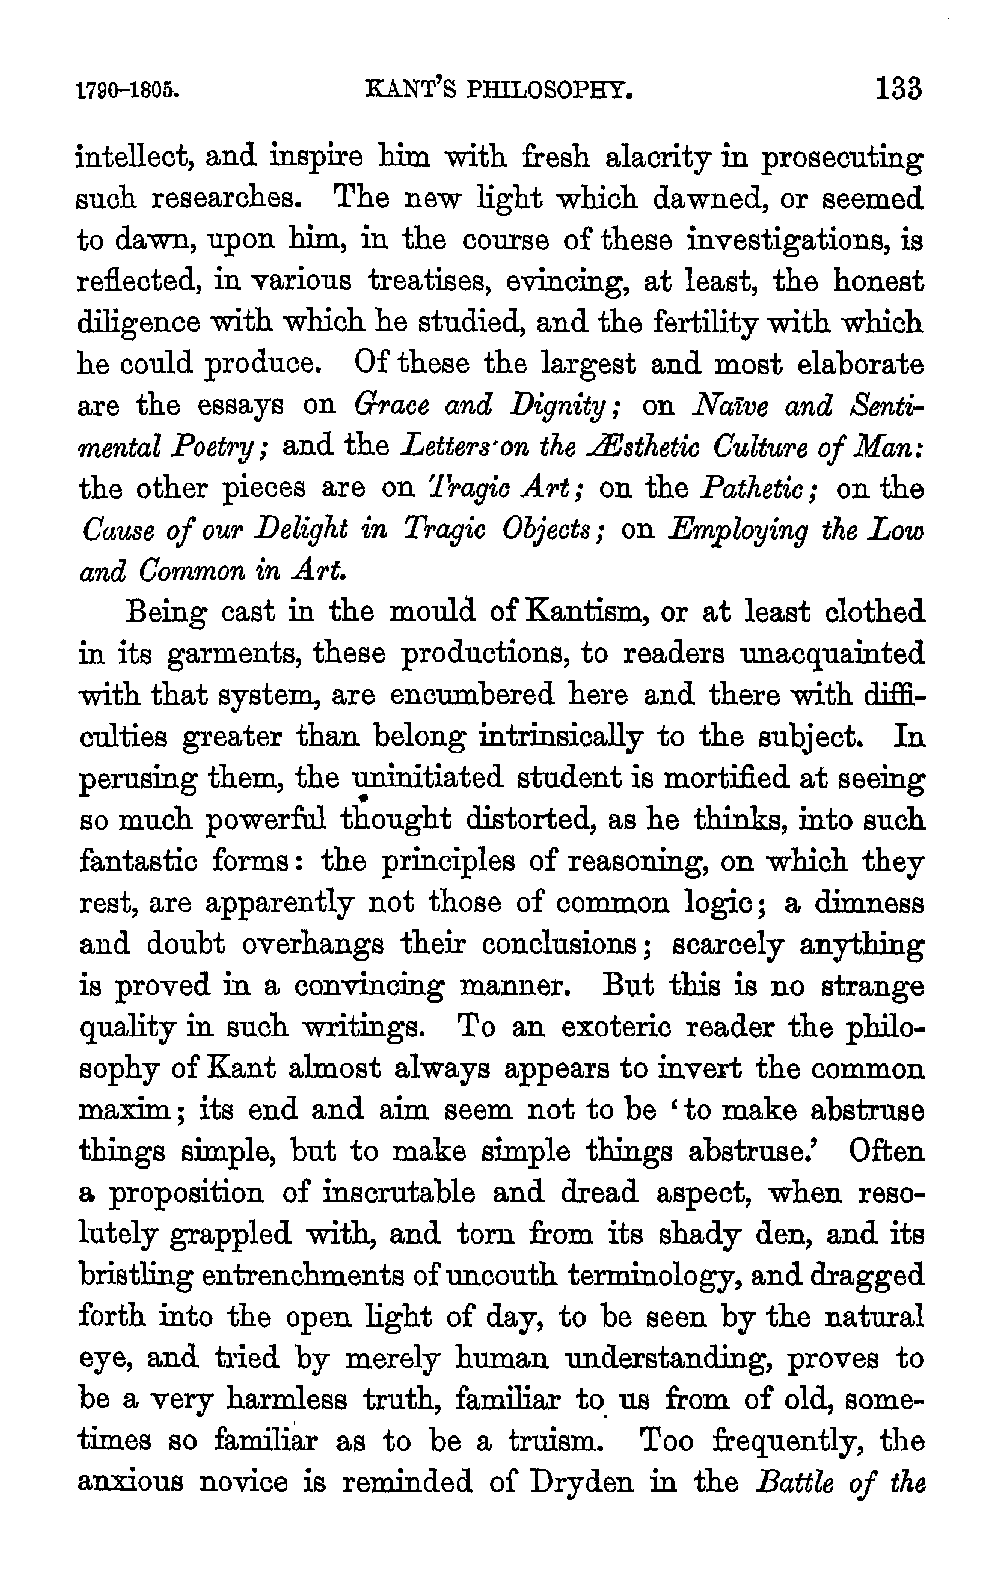 1790–1805. KANT'S PHILOSOPHY. 133
intellect, and inspire him with fresh alacrity in prosecuting
such researches. The new light which dawned, or seemed
to dawn, upon him, in the course of these investigations, is
reflected, in various treatises, evincing, at least, the honest
diligence with which he studied, and the fertility with which
he could produce. Of these the largest and most elaborate
are the essays on Grace and Dignity; on Naïve and Senti-
mental Poetry; and the Letters on the Æsthetic Culture of Man:
the other pieces are on Tragic Art; on the Pathetic; on the
Cause of our Delight in Tragic Objects; on Employing the Low
and Common in Art.
Being cast in the mould of Kantism, or at least clothed
in its garments, these productions, to readers unacquainted
with that system, are encumbered here and there with diffi-
culties greater than belong intrinsically to the subject. In
perusing them, the uninitiated student is mortified at seeing
so much powerful thought distorted, as he thinks, into such
fantastic forms: the principles of reasoning, on which they
rest, are apparently not those of common logic; a dimness
and doubt overhangs their conclusions; scarcely anything
is proved in a convincing manner. But this is no strange
quality in such writings. To an exoteric reader the philo-
sophy of Kant almost always appears to invert the common
maxim; its end and aim seem not to be 'to make abstruse
things simple, but to make simple things abstruse.' Often
a proposition of inscrutable and dread aspect, when reso-
lutely grappled with, and torn from its shady den, and its
bristling entrenchments of uncouth terminology, and dragged
forth into the open light of day, to be seen by the natural
eye, and tried by merely human understanding, proves to
be a very harmless truth, familiar to us from of old, some-
times so familiar as to be a truism. Too frequently, the
anxious novice is reminded of Dryden in the Battle of the